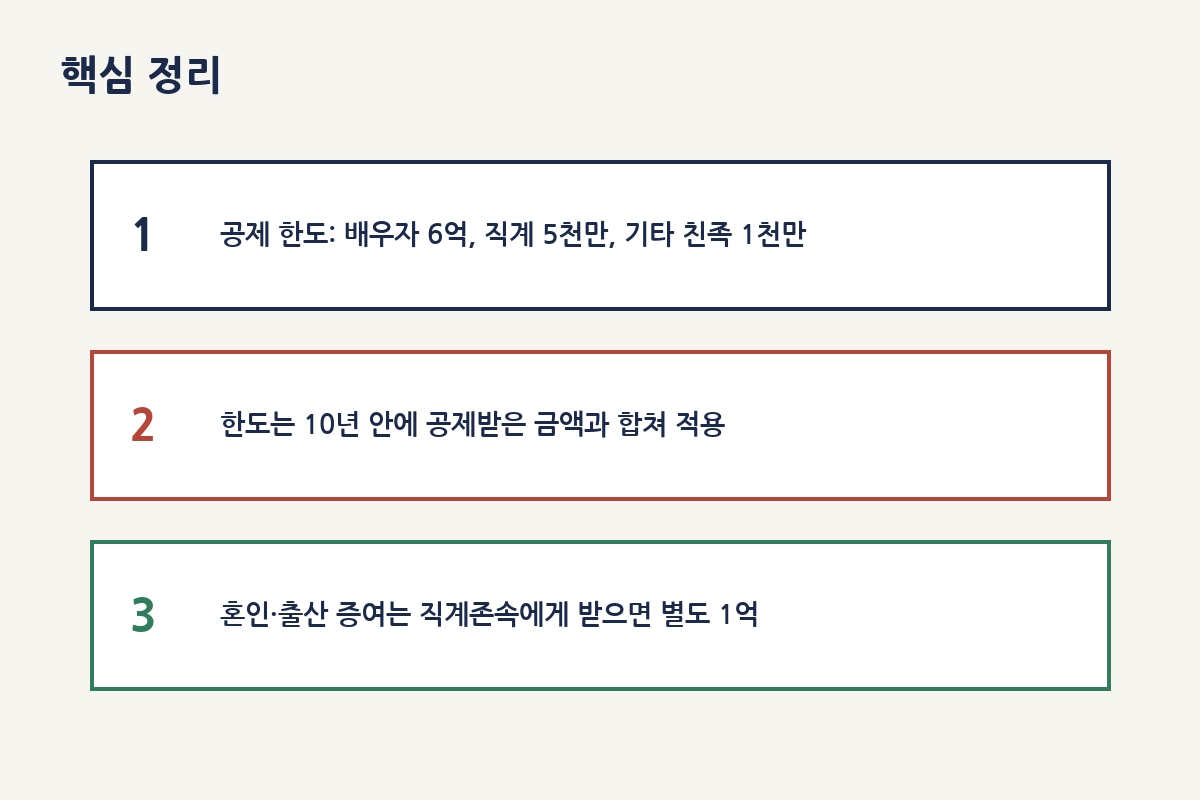 핵심 정리
1
공제 한도: 배우자 6억, 직계 5천만, 기타 친족 1천만
2
한도는 10년 안에 공제받은 금액과 합쳐 적용
3
혼인·출산 증여는 직계존속에게 받으면 별도 1억